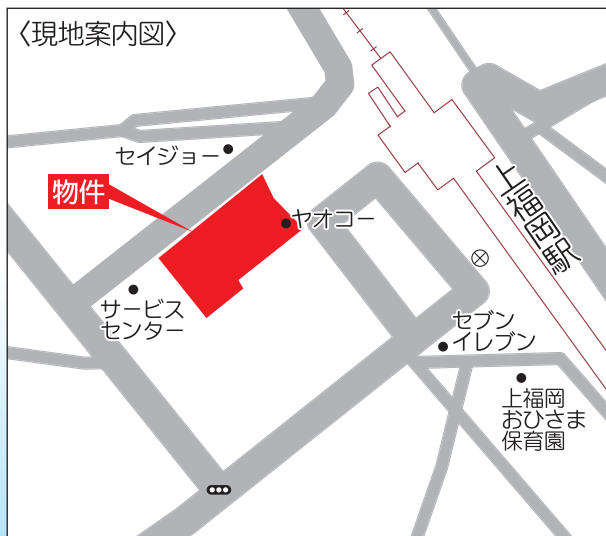 〈現地案内図〉
セイジョー
物件
ヤオコー
上福岡駅
サービス
センター
セブン
イレブン
上福岡
おひさま
保育園